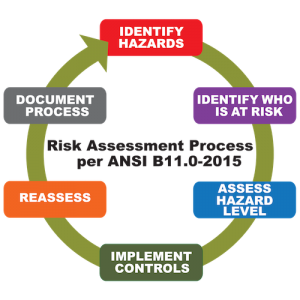 IDENTIFY
HAZARDS
IDENTIFY WHO
IS AT RISK
ASSESS
HAZARD
LEVEL
IMPLEMENT
CONTROLS
REASSESS
DOCUMENT
PROCESS
Risk Assessment Process
per ANSI B11.0-2015